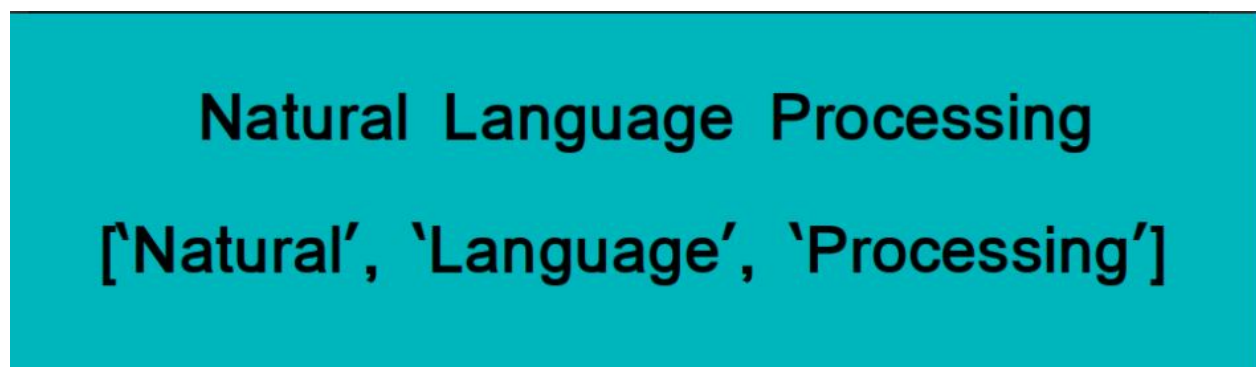 Natural Language Processing
[‵Natural′, ‵Language′, ‵Processing′]